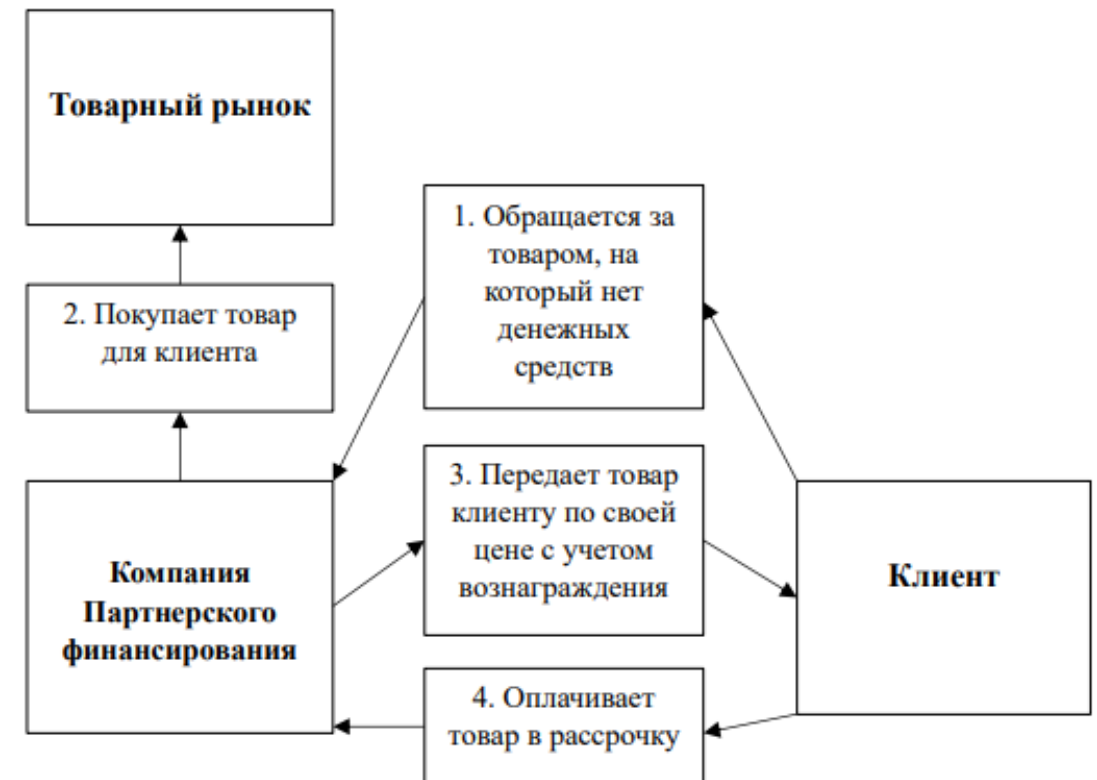 Товарный рынок
1. Обращается за
товаром, на
который нет
денежных
средств
2. Покупает товар
для клиента
3. Передает товар
клиенту по своей
цене с учетом
вознаграждения
Компания
Партнерского
финансирования
Клиент
4. Оплачивает
товар в рассрочку